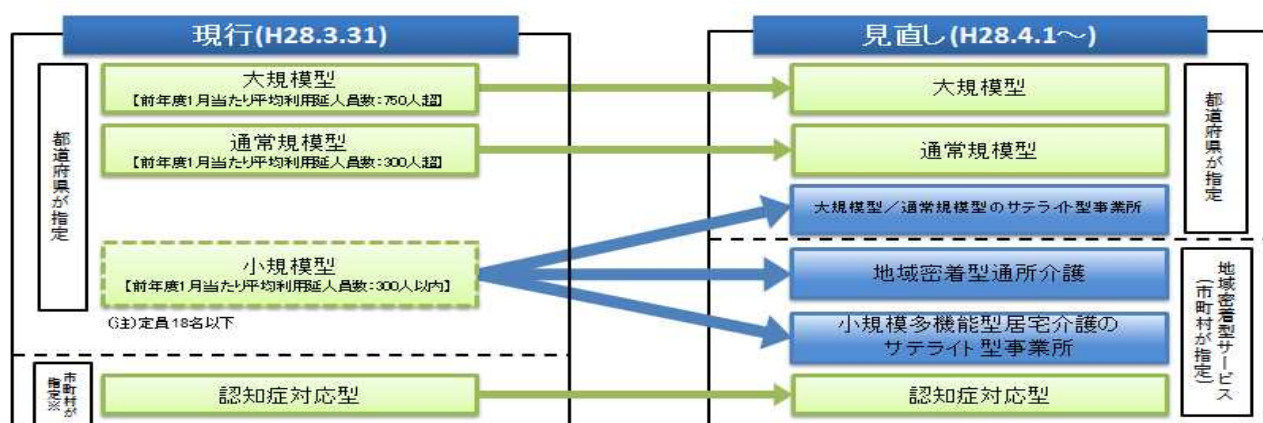 現行(H28.3.31)
都道府県が指定
大規模型
【前年度1月当たり平均利用延人員数:750人超】
通常規模型
【前年度1月当たり平均利用延人員数:300人超】
小規模型
【前年度1月当たり平均利用延人員数:300人以内】
(注)定員18名以下
市町村が
指定※
認知症対応型
見直し(H28.4.1～)
大規模型
通常規模型
大規模型／通常規模型のサテライト型事業所
都道府県が指定
地域密着型通所介護
小規模多機能型居宅介護の
サテライト型事業所
認知症対応型
地域密着型サービス
(市町村が指定)